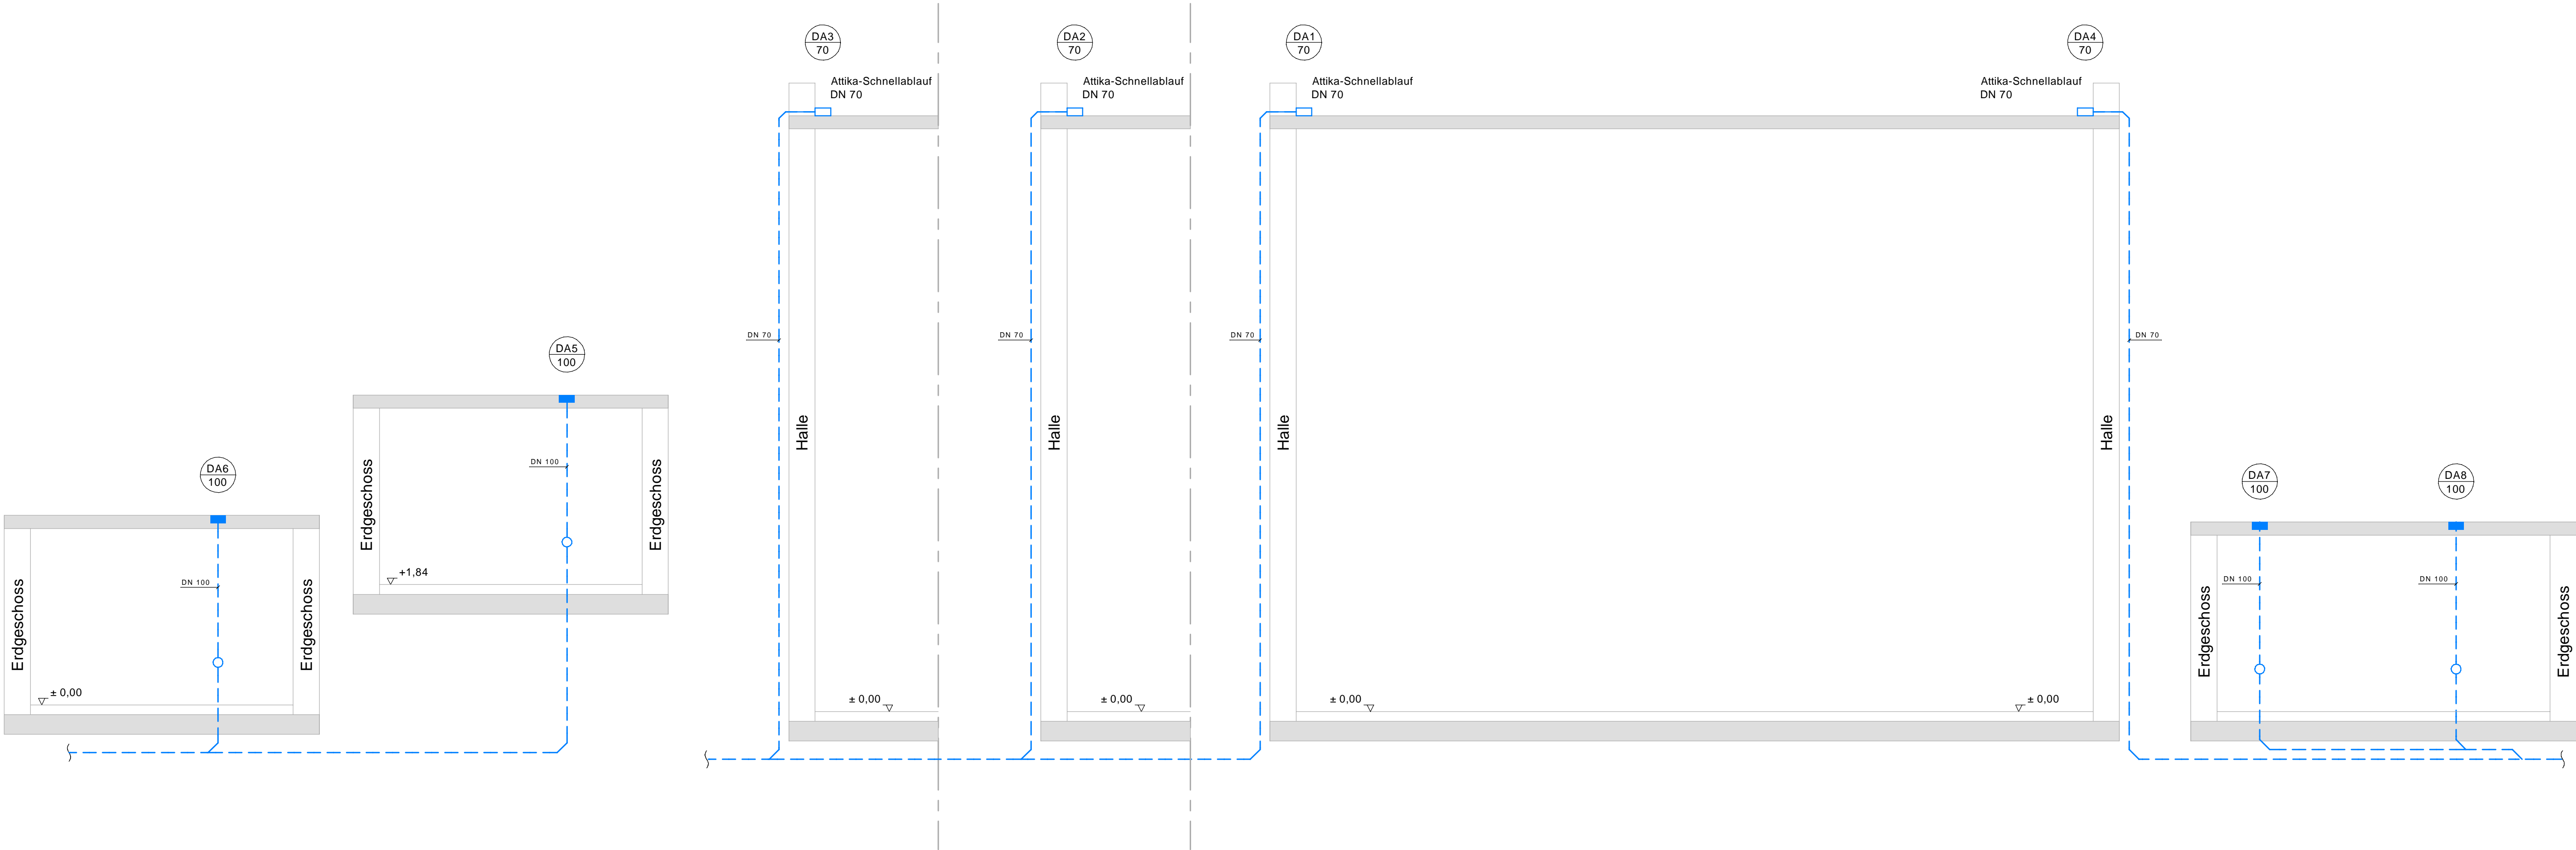 DA3
70
DA2
70
DA1
70
DA4
70
Attika-Schnellablauf
DN 70
Attika-Schnellablauf
DN 70
Attika-Schnellablauf
DN 70
Attika-Schnellablauf
DN 70
DN 70
DN 70
DN 70
DN 70
DA5
100
DN 100
Erdgeschoss
Erdgeschoss
+1,84
DA6
100
DN 100
Erdgeschoss
Erdgeschoss
± 0,00
Halle
Halle
Halle
Halle
± 0,00
± 0,00
± 0,00
± 0,00
DA7
100
DA8
100
DN 100
DN 100
Erdgeschoss
Erdgeschoss